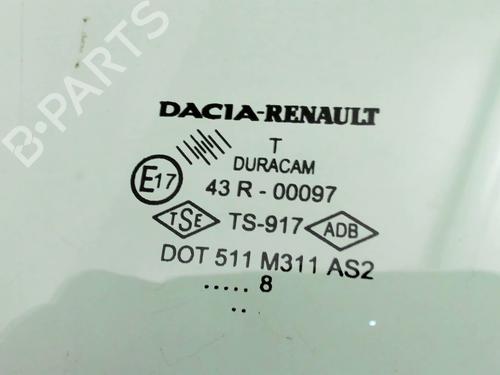 B-PARTS
DACIA-RENAULT
T
DURACAM
E17
43 R - 00097
TSE TS-917 ADB
DOT 511 M311 AS2
..... 8
..